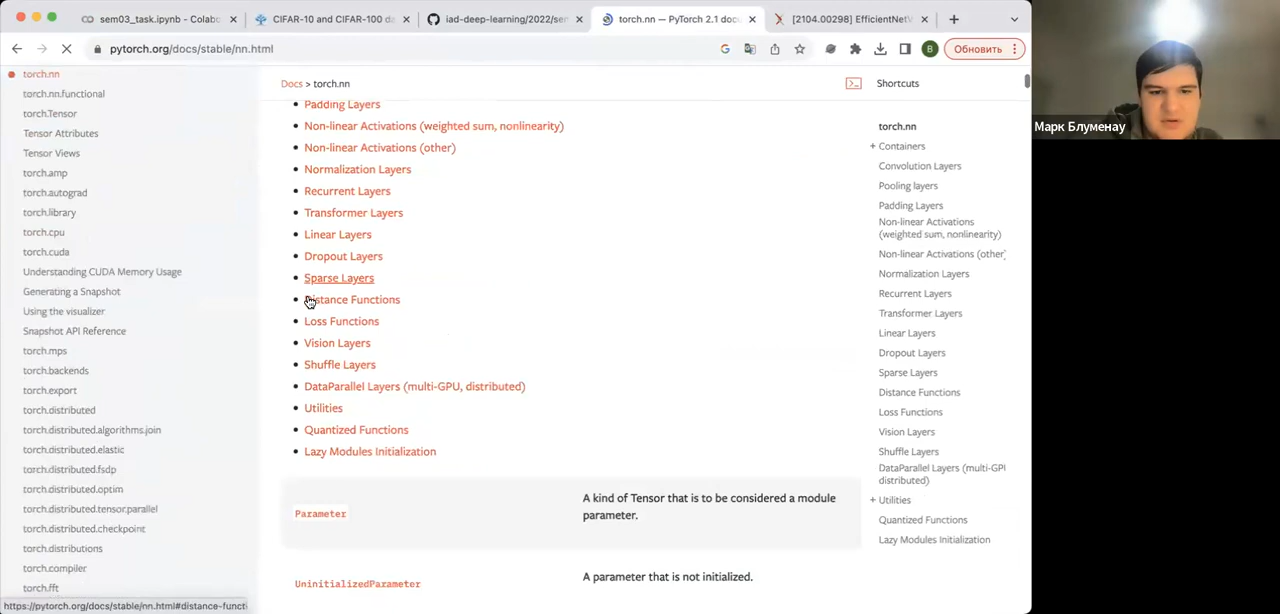 sem03_task.ipynb - Colab
CIFAR-10 and CIFAR-100 da
iad-deep-learning/2022/sem
torch.nn — PyTorch 2.1 docu
[2104.00298] EfficientNetV
pytorch.org/docs/stable/nn.html
B
Обновить
torch.nn
torch.nn.functional
torch.Tensor
Tensor Attributes
Tensor Views
torch.amp
torch.autograd
torch.library
torch.cpu
torch.cuda
Understanding CUDA Memory Usage
Generating a Snapshot
Using the visualizer
Snapshot API Reference
torch.mps
torch.backends
torch.export
torch.distributed
torch.distributed.algorithms.join
torch.distributed.elastic
torch.distributed.fsdp
torch.distributed.optim
torch.distributed.tensor.parallel
torch.distributed.checkpoint
torch.distributions
torch.compiler
torch.fft
https://pytorch.org/docs/stable/nn.html#distance-functi
Docs > torch.nn
Padding Layers
Non-linear Activations (weighted sum, nonlinearity)
Non-linear Activations (other)
Normalization Layers
Recurrent Layers
Transformer Layers
Linear Layers
Dropout Layers
Sparse Layers
Distance Functions
Loss Functions
Vision Layers
Shuffle Layers
DataParallel Layers (multi-GPU, distributed)
Utilities
Quantized Functions
Lazy Modules Initialization
Parameter
A kind of Tensor that is to be considered a module
parameter.
UninitializedParameter
A parameter that is not initialized.
Shortcuts
torch.nn
+ Containers
Convolution Layers
Pooling layers
Padding Layers
Non-linear Activations
(weighted sum, nonlinearity)
Non-linear Activations (other)
Normalization Layers
Recurrent Layers
Transformer Layers
Linear Layers
Dropout Layers
Sparse Layers
Distance Functions
Loss Functions
Vision Layers
Shuffle Layers
DataParallel Layers (multi-GPU,
distributed)
+ Utilities
Quantized Functions
Lazy Modules Initialization
Марк Блуменау